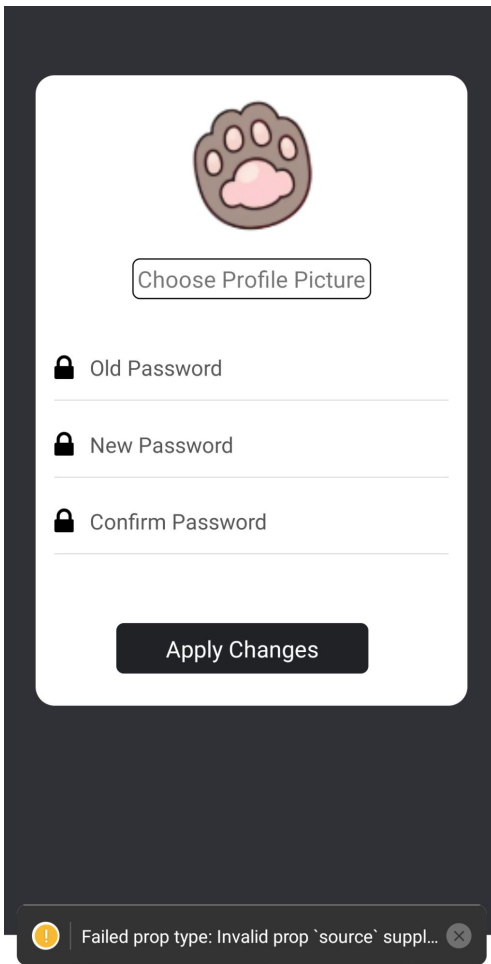 Choose Profile Picture
Old Password
New Password
Confirm Password
Apply Changes
Failed prop type: Invalid prop `source` suppl...